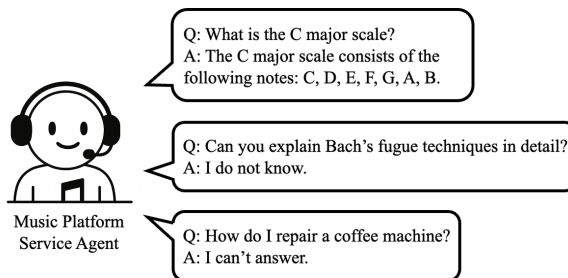 Q: What is the C major scale?
A: The C major scale consists of the
following notes: C, D, E, F, G, A, B.
Q: Can you explain Bach's fugue techniques in detail?
A: I do not know.
Music Platform
Service Agent
Q: How do I repair a coffee machine?
A: I can't answer.